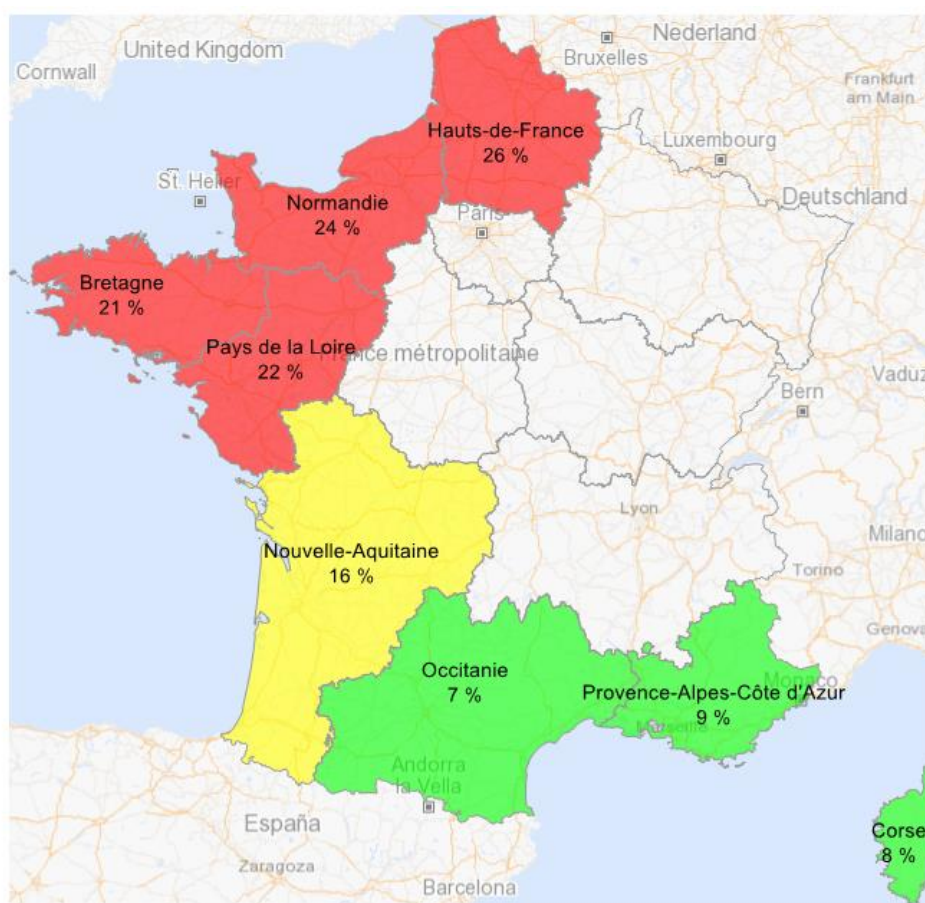 Nederland
United Kingdom
Bruxelles
Cornwall
Frankfurt
am Main
Hauts-de-France
26 %
Luxembourg
St. Helier
Deutschland
Normandie
24 %
Paris
Bretagne
21 %
Pays de la Loire
22 %
France métropolitaine
Vaduz
Bern
Lyon
Milano
Nouvelle-Aquitaine
16 %
Torino
Genova
Occitanie
7 %
Monaco
Provence-Alpes-Côte d'Azur
9 %
Marseille
Andorra
la Vella
España
Corse
8 %
Zaragoza
Barcelona